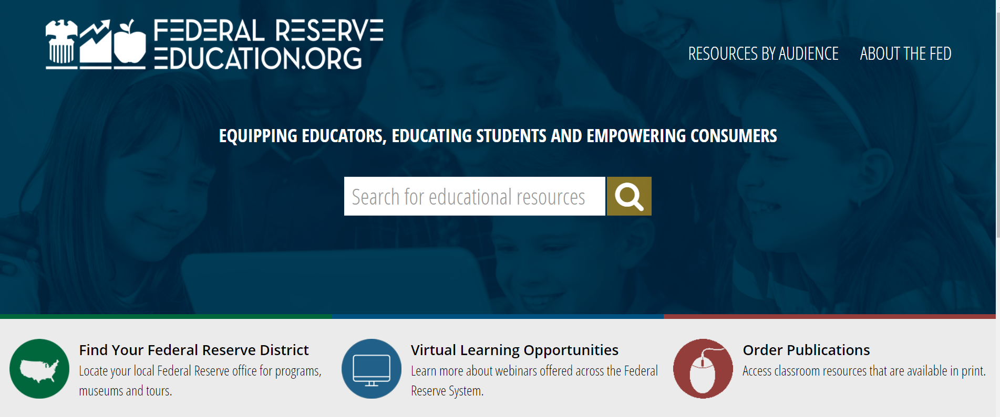 FEDERAL RESERVE
EDUCATION.ORG
RESOURCES BY AUDIENCE
ABOUT THE FED
EQUIPPING EDUCATORS, EDUCATING STUDENTS AND EMPOWERING CONSUMERS
Search for educational resources
Find Your Federal Reserve District
Locate your local Federal Reserve office for programs,
museums and tours.
Virtual Learning Opportunities
Learn more about webinars offered across the Federal
Reserve System.
Order Publications
Access classroom resources that are available in print.